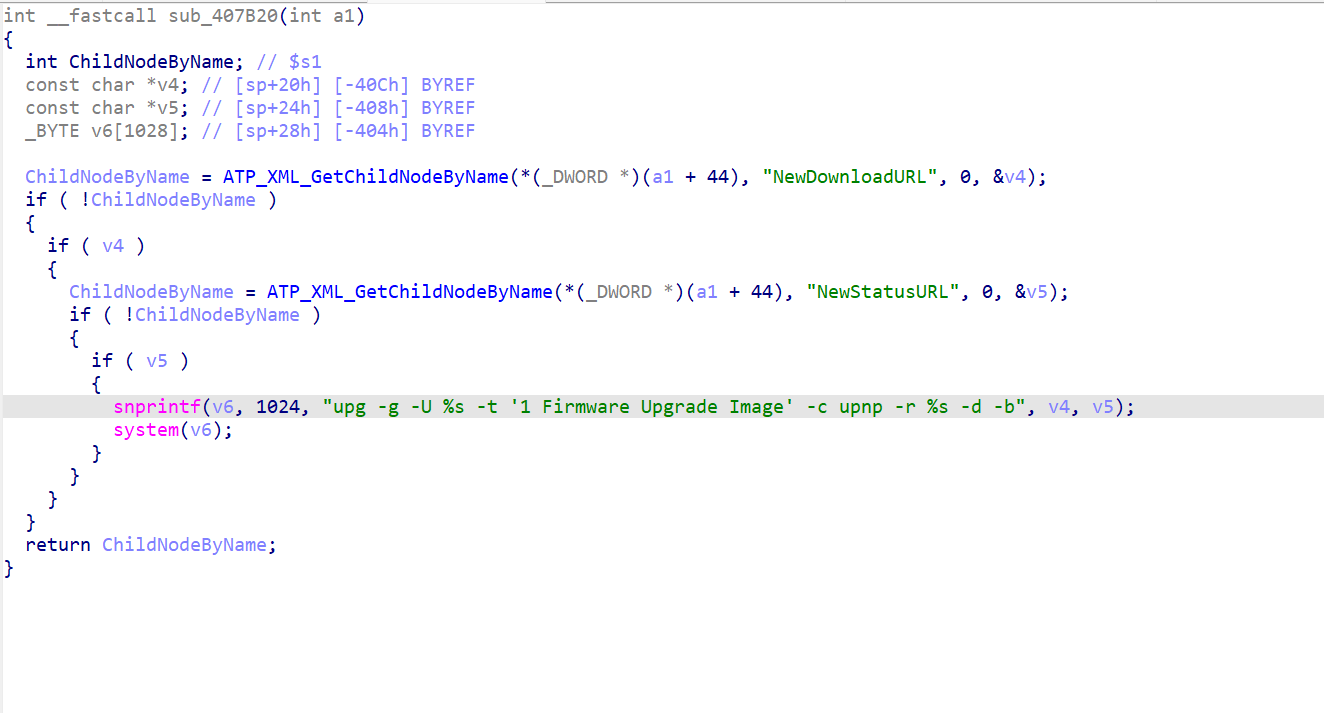 int __fastcall sub_407B20(int a1)
{
  int ChildNodeByName; // $s1
  const char *v4; // [sp+20h] [-40Ch] BYREF
  const char *v5; // [sp+24h] [-408h] BYREF
  _BYTE v6[1028]; // [sp+28h] [-404h] BYREF

  ChildNodeByName = ATP_XML_GetChildNodeByName(*(_DWORD *)(a1 + 44), "NewDownloadURL", 0, &v4);
  if ( !ChildNodeByName )
  {
    if ( v4 )
    {
      ChildNodeByName = ATP_XML_GetChildNodeByName(*(_DWORD *)(a1 + 44), "NewStatusURL", 0, &v5);
      if ( !ChildNodeByName )
      {
        if ( v5 )
        {
          snprintf(v6, 1024, "upg -g -U %s -t '1 Firmware Upgrade Image' -c upnp -r %s -d -b", v4, v5);
          system(v6);
        }
      }
    }
  }
  return ChildNodeByName;
}